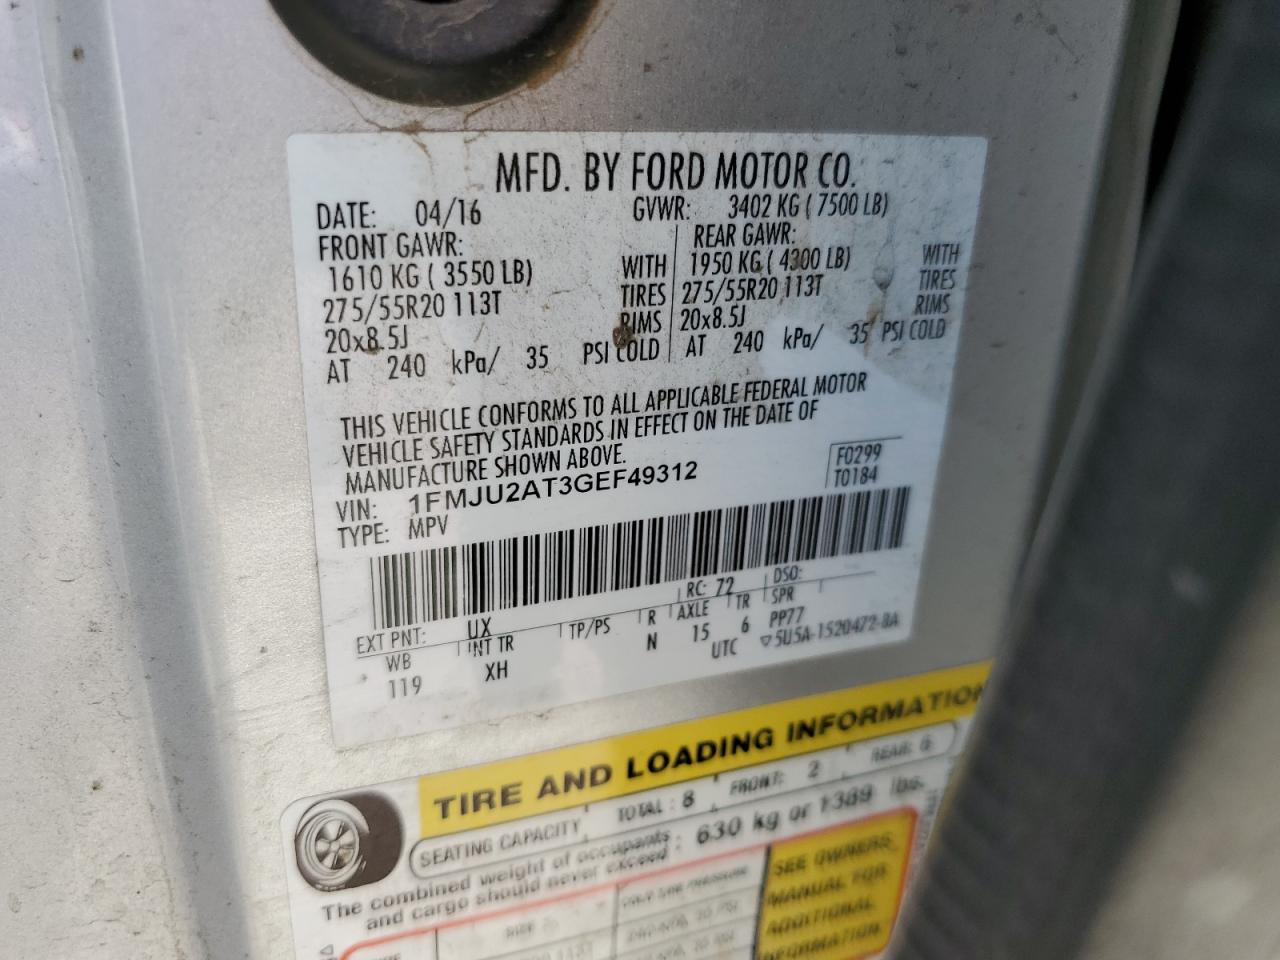 MFD. BY FORD MOTOR CO.
DATE: 04/16 GVWR: 3402 KG ( 7500 LB)
FRONT GAWR: REAR GAWR:
1610 KG ( 3550 LB) WITH 1950 KG ( 4300 LB) WITH
275/55R20 113T TIRES 275/55R20 113T TIRES
20x8.5J RIMS 20x8.5J RIMS
AT 240 kPa/ 35 PSI COLD AT 240 kPa/ 35 PSI COLD
THIS VEHICLE CONFORMS TO ALL APPLICABLE FEDERAL MOTOR
VEHICLE SAFETY STANDARDS IN EFFECT ON THE DATE OF
MANUFACTURE SHOWN ABOVE.
F0299
VIN: 1FMJU2AT3GEF49312 T0184
TYPE: MPV
EXT PNT: UX RC: 72 DSO:
WB INT TR TP/PS R AXLE TR SPR
119 XH N 15 6 PP77
UTC ▽5U5A-1520472-BA
TIRE AND LOADING INFORMATION
SEATING CAPACITY TOTAL : 8 FRONT: 2 REAR: 6
The combined weight of occupants
and cargo should never exceed : 630 kg or 1389 lbs.
SEE OWNERS
MANUAL FOR
ADDITIONAL
INFORMATION